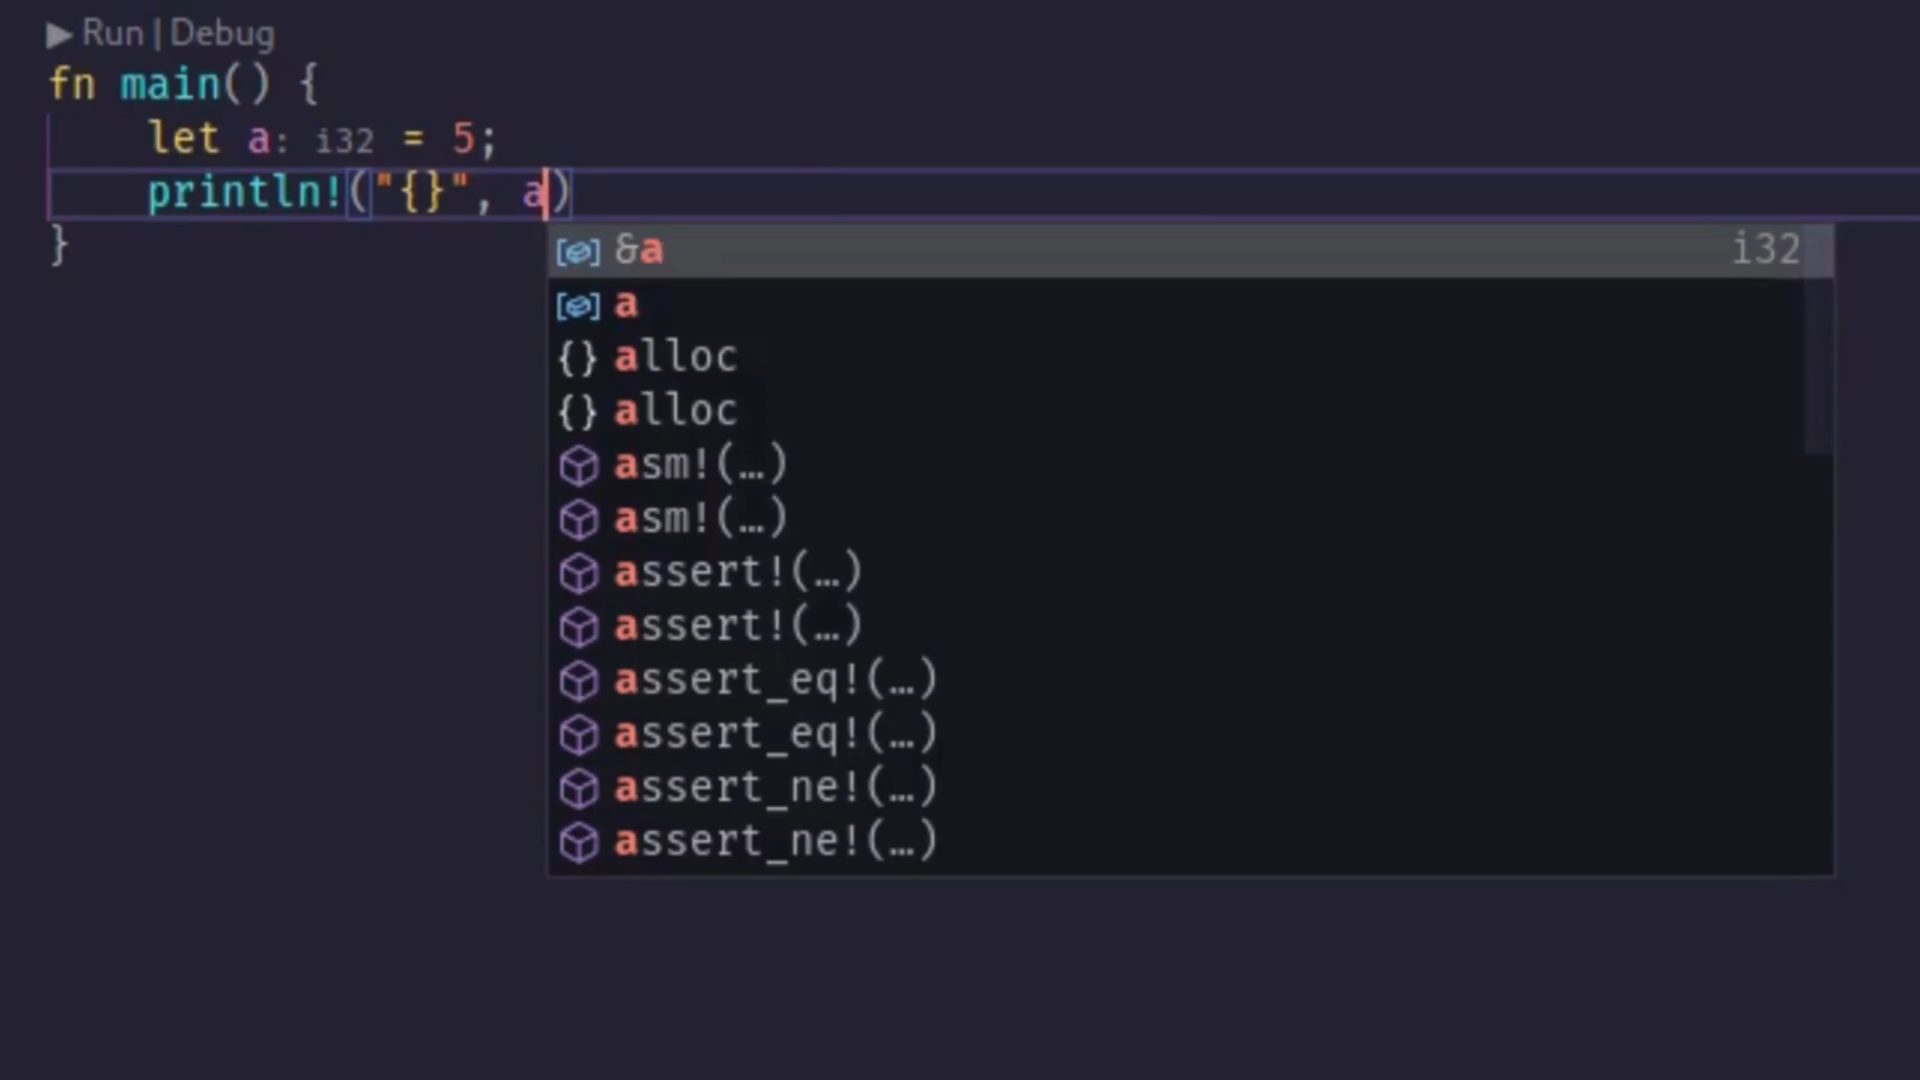 ▶ Run | Debug
fn main() {
    let a: i32 = 5;
    println!("{}", a)
}
&a i32
a
{} alloc
{} alloc
asm!(…)
asm!(…)
assert!(…)
assert!(…)
assert_eq!(…)
assert_eq!(…)
assert_ne!(…)
assert_ne!(…)